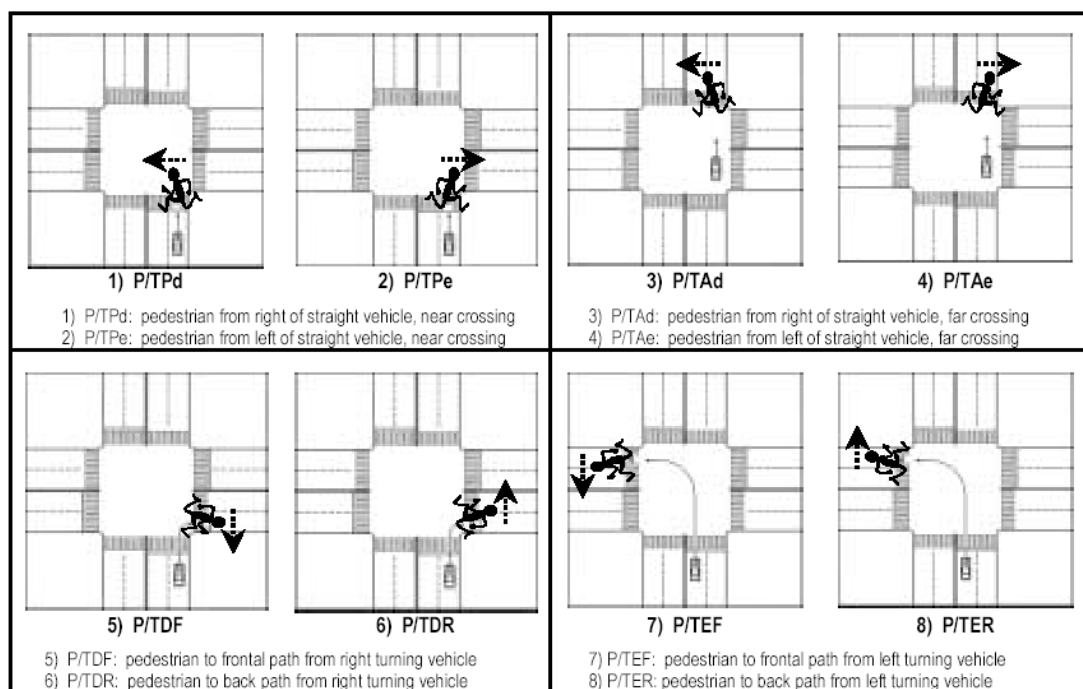 1) P/TPd
2) P/TPe
1) P/TPd: pedestrian from right of straight vehicle, near crossing
2) P/TPe: pedestrian from left of straight vehicle, near crossing
3) P/TAd
4) P/TAe
3) P/TAd: pedestrian from right of straight vehicle, far crossing
4) P/TAe: pedestrian from left of straight vehicle, far crossing
5) P/TDF
6) P/TDR
5) P/TDF: pedestrian to frontal path from right turning vehicle
6) P/TDR: pedestrian to back path from right turning vehicle
7) P/TEF
8) P/TER
7) P/TEF: pedestrian to frontal path from left turning vehicle
8) P/TER: pedestrian to back path from left turning vehicle